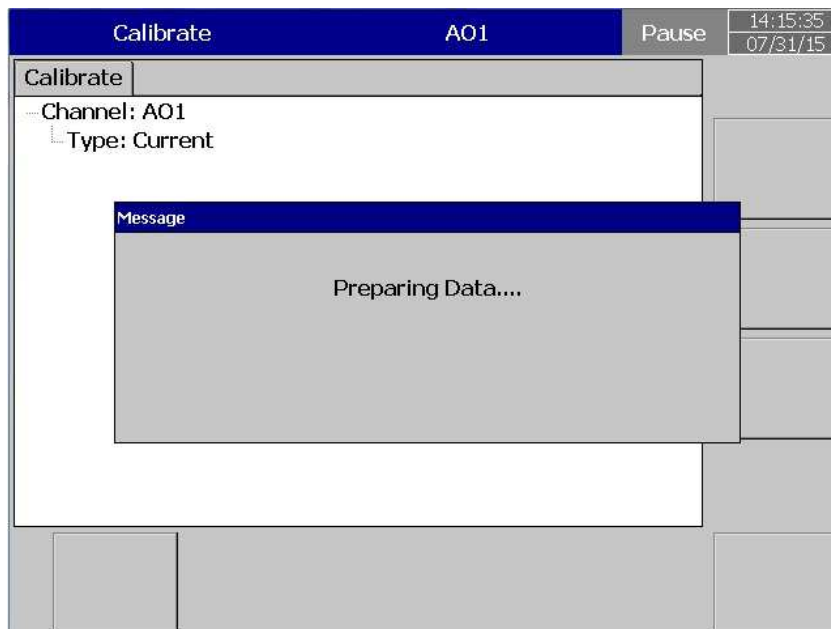 Calibrate AO1 Pause 14:15:35
07/31/15
Calibrate
Channel: AO1
Type: Current
Message
Preparing Data....